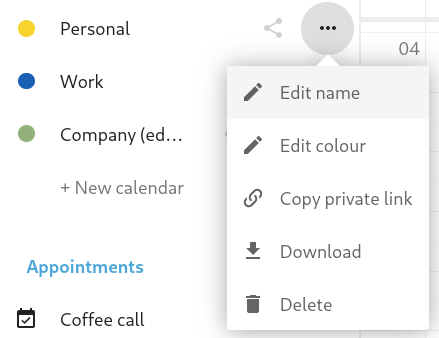 Personal
04
Edit name
Work
Edit colour
Company (ed...
+ New calendar
Copy private link
Appointments
Download
Coffee call
Delete